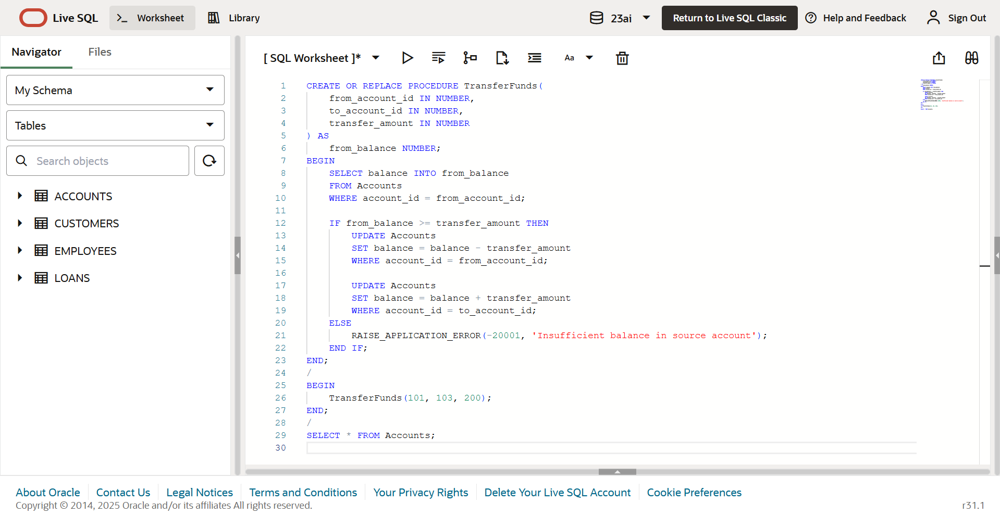 Live SQL
Worksheet
Library
23ai
Return to Live SQL Classic
Help and Feedback
Sign Out
Navigator
Files
My Schema
Tables
Search objects
ACCOUNTS
CUSTOMERS
EMPLOYEES
LOANS
[ SQL Worksheet ]*
Aa
1 CREATE OR REPLACE PROCEDURE TransferFunds(
2     from_account_id IN NUMBER,
3     to_account_id IN NUMBER,
4     transfer_amount IN NUMBER
5 ) AS
6     from_balance NUMBER;
7 BEGIN
8     SELECT balance INTO from_balance
9     FROM Accounts
10     WHERE account_id = from_account_id;
11
12     IF from_balance >= transfer_amount THEN
13         UPDATE Accounts
14         SET balance = balance - transfer_amount
15         WHERE account_id = from_account_id;
16
17         UPDATE Accounts
18         SET balance = balance + transfer_amount
19         WHERE account_id = to_account_id;
20     ELSE
21         RAISE_APPLICATION_ERROR(-20001, 'Insufficient balance in source account');
22     END IF;
23 END;
24 /
25 BEGIN
26     TransferFunds(101, 103, 200);
27 END;
28 /
29 SELECT * FROM Accounts;
30
About Oracle
Contact Us
Legal Notices
Terms and Conditions
Your Privacy Rights
Delete Your Live SQL Account
Cookie Preferences
Copyright © 2014, 2025 Oracle and/or its affiliates All rights reserved.
r31.1